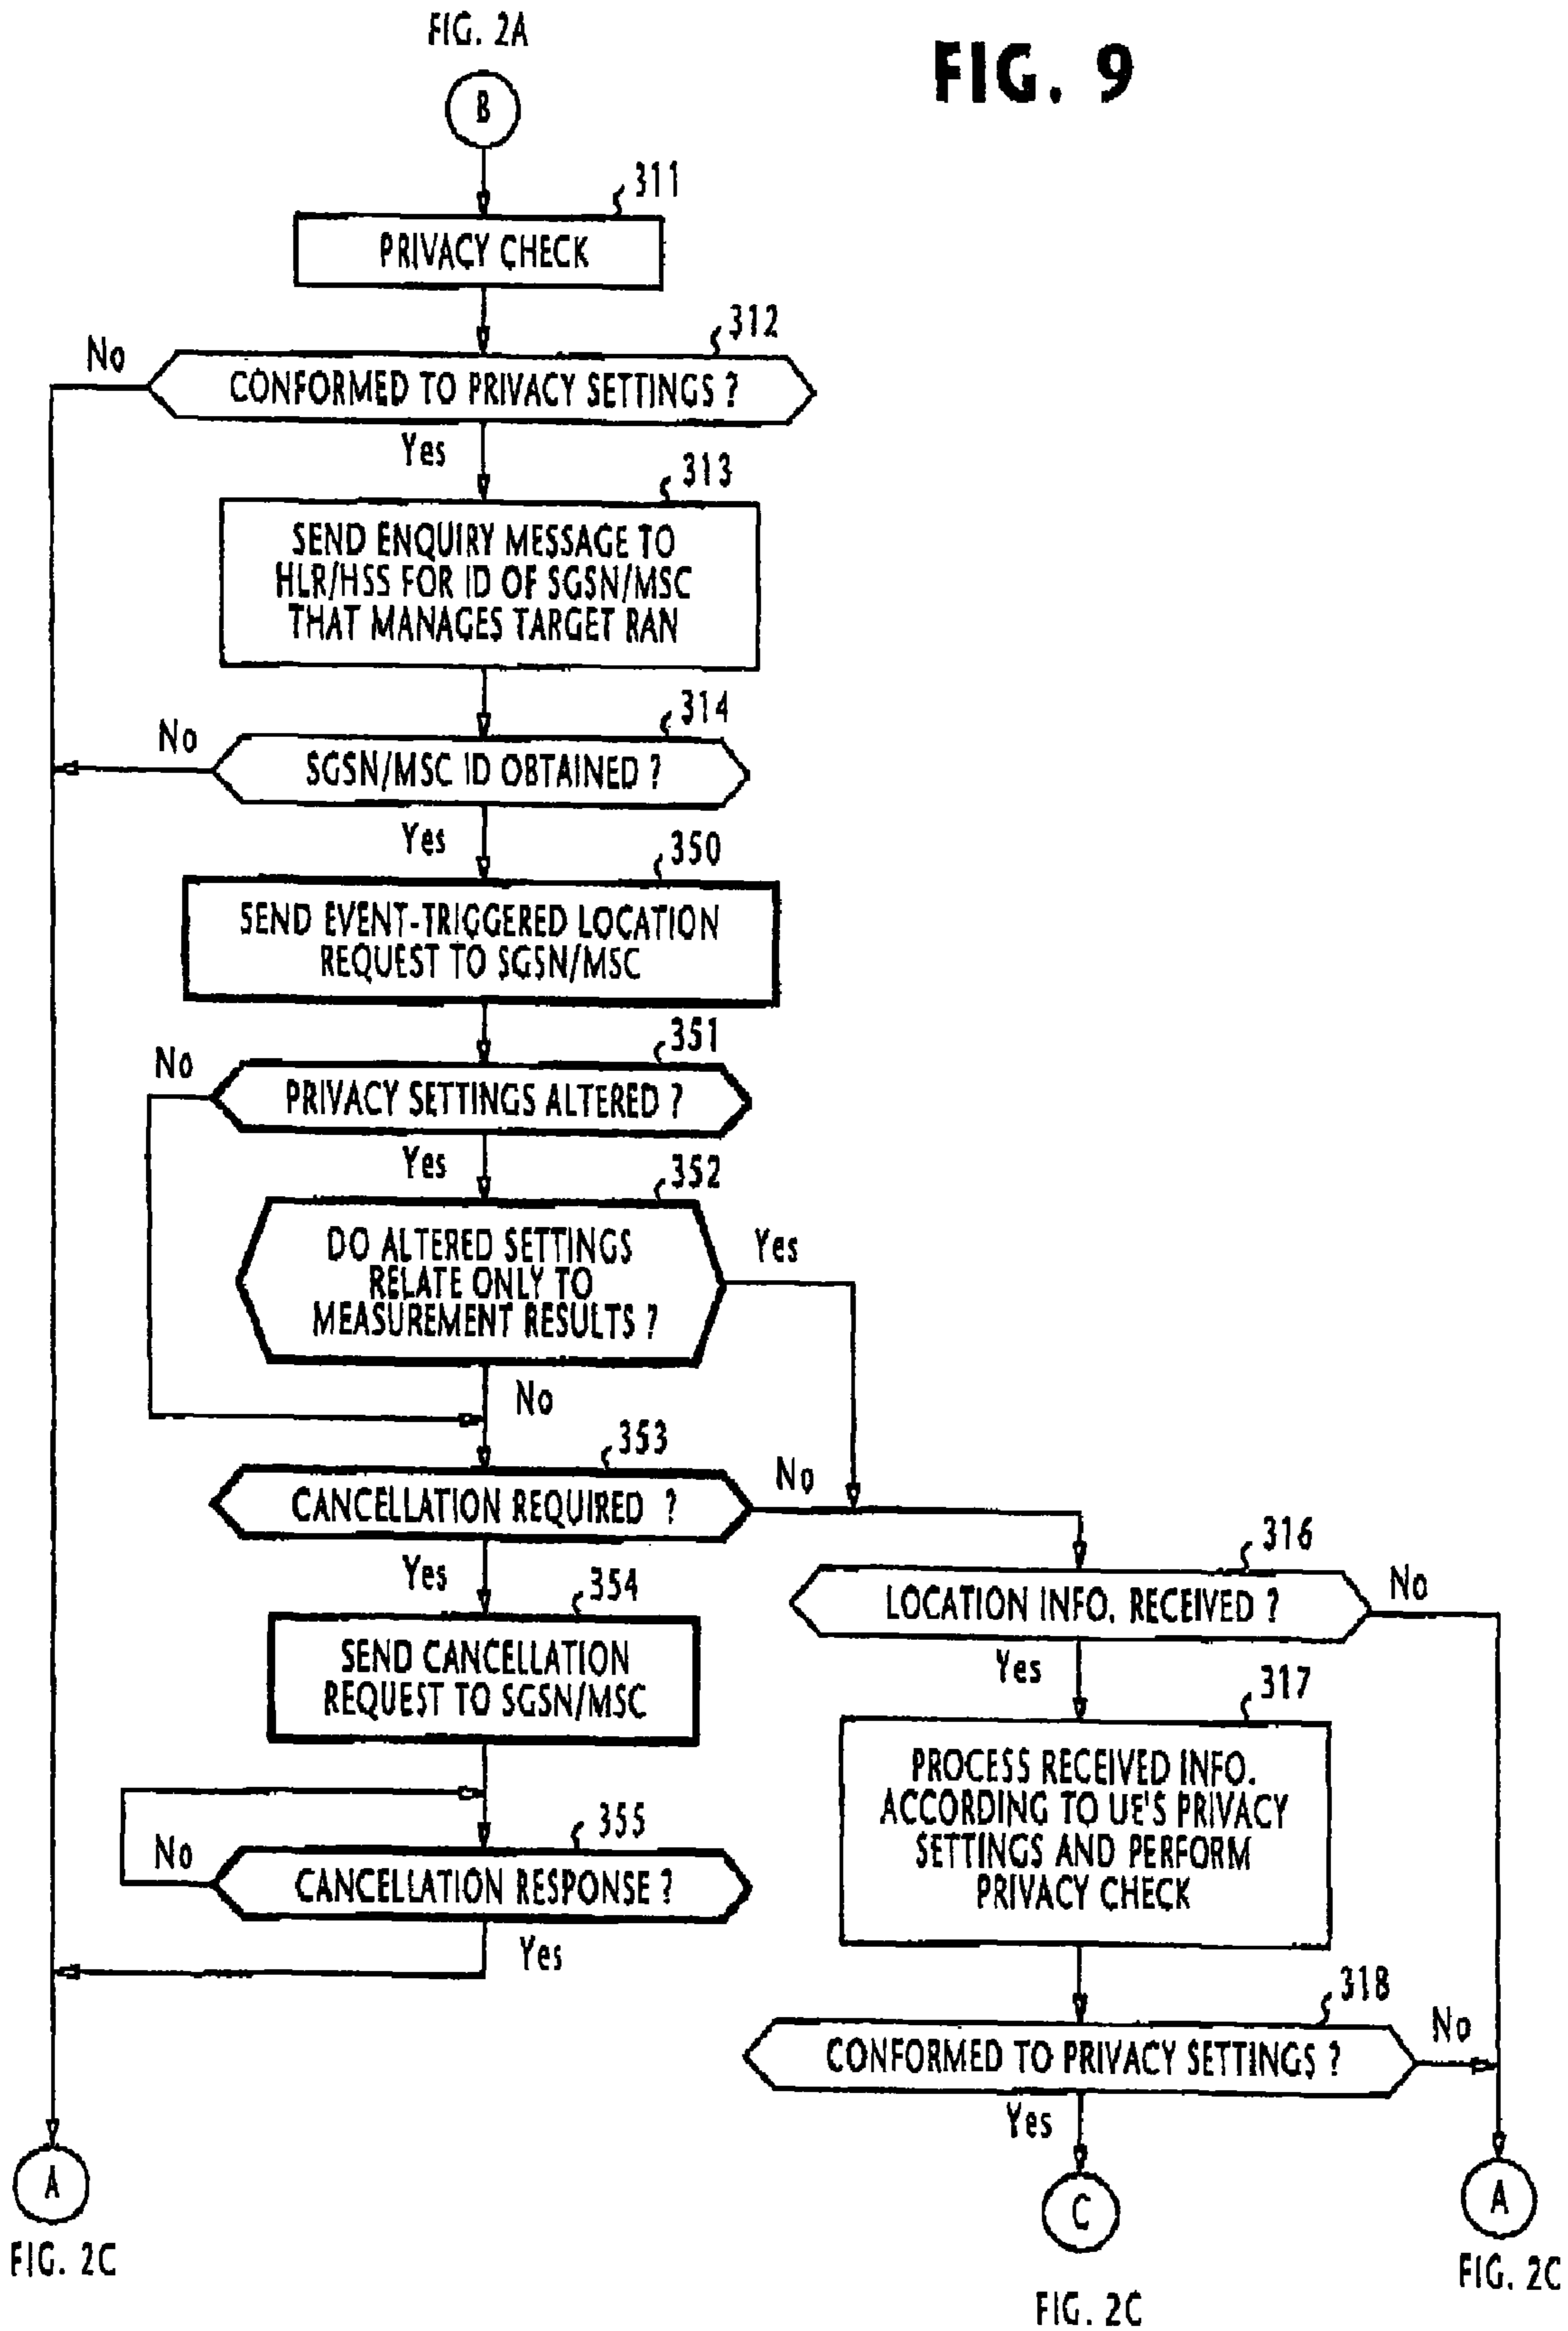 FIG. 2A
FIG. 9
B
311
PRIVACY CHECK
312
No
CONFORMED TO PRIVACY SETTINGS ?
Yes
313
SEND ENQUIRY MESSAGE TO
HLR/HSS FOR ID OF SGSN/MSC
THAT MANAGES TARGET RAN
314
No
SGSN/MSC ID OBTAINED ?
Yes
350
SEND EVENT-TRIGGERED LOCATION
REQUEST TO SGSN/MSC
351
No
PRIVACY SETTINGS ALTERED ?
Yes
352
DO ALTERED SETTINGS
RELATE ONLY TO
MEASUREMENT RESULTS ?
Yes
No
353
CANCELLATION REQUIRED ?
No
Yes
354
SEND CANCELLATION
REQUEST TO SGSN/MSC
355
No
CANCELLATION RESPONSE ?
Yes
316
LOCATION INFO. RECEIVED ?
No
Yes
317
PROCESS RECEIVED INFO.
ACCORDING TO UE'S PRIVACY
SETTINGS AND PERFORM
PRIVACY CHECK
318
CONFORMED TO PRIVACY SETTINGS ?
No
Yes
A
FIG. 2C
C
FIG. 2C
A
FIG. 2C